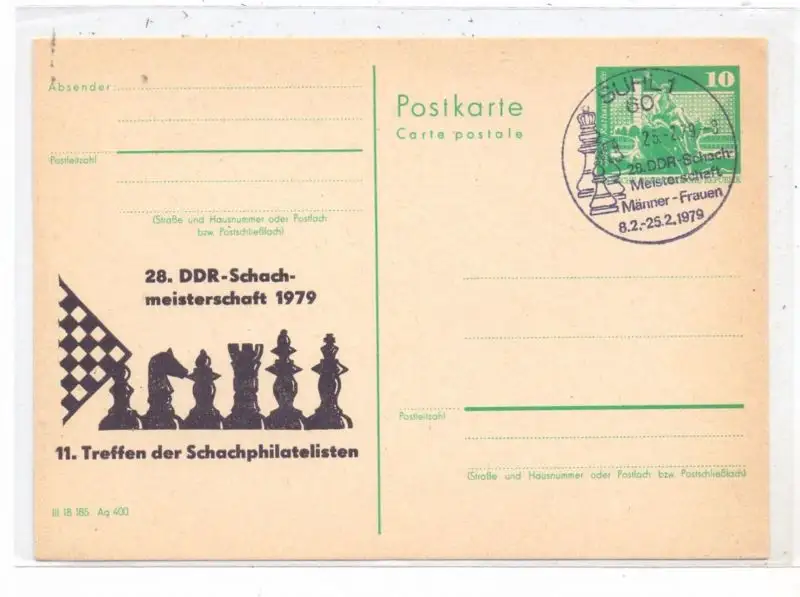 Absender:
Postleitzahl
(Straße und Hausnummer oder Postfach
bzw. Postschließfach)
28. DDR-Schach-
meisterschaft 1979
11. Treffen der Schachphilatelisten
III 18 185 Ag 400
Postkarte
Carte postale
10
SUHL 1
60
25.-2.79-8
28. DDR-Schach-
Meisterschaft
Männer-Frauen
8.2.-25.2.1979
Postleitzahl
(Straße und Hausnummer oder Postfach bzw. Postschließfach)